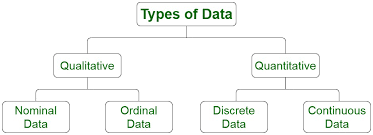 Types of Data
Qualitative
Quantitative
Nominal
Data
Ordinal
Data
Discrete
Data
Continuous
Data